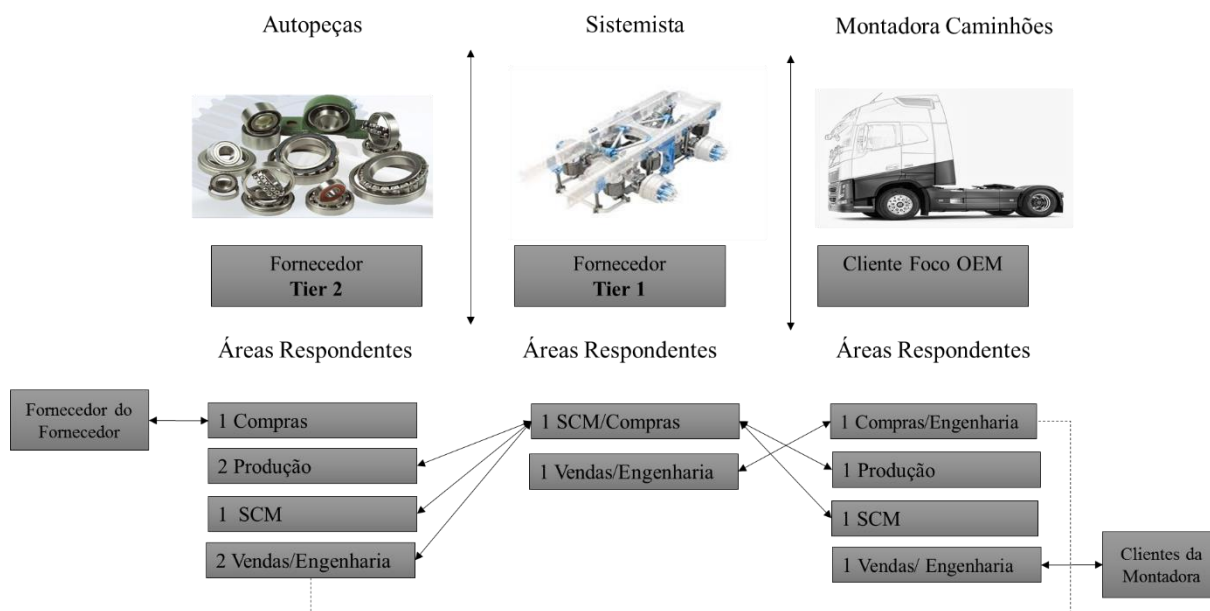 Autopeças
Sistemista
Montadora Caminhões
Fornecedor
Tier 2
Fornecedor
Tier 1
Cliente Foco OEM
Áreas Respondentes
Áreas Respondentes
Áreas Respondentes
Fornecedor do
Fornecedor
1 Compras
2 Produção
1 SCM
2 Vendas/Engenharia
1 SCM/Compras
1 Vendas/Engenharia
1 Compras/Engenharia
1 Produção
1 SCM
1 Vendas/ Engenharia
Clientes da
Montadora